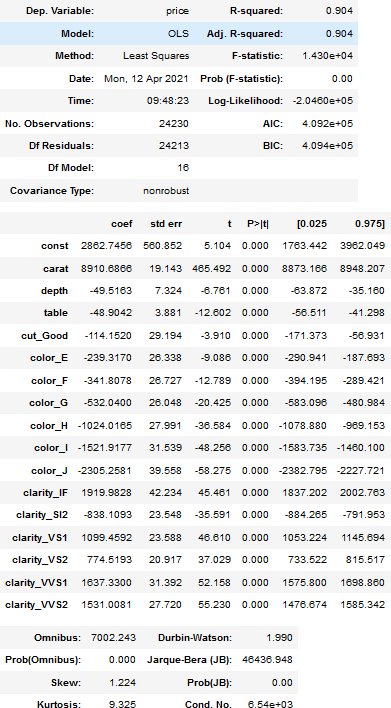 Dep. Variable: price R-squared: 0.904
Model: OLS Adj. R-squared: 0.904
Method: Least Squares F-statistic: 1.430e+04
Date: Mon, 12 Apr 2021 Prob (F-statistic): 0.00
Time: 09:48:23 Log-Likelihood: -2.0460e+05
No. Observations: 24230 AIC: 4.092e+05
Df Residuals: 24213 BIC: 4.094e+05
Df Model: 16
Covariance Type: nonrobust
coef std err t P>|t| [0.025 0.975]
const 2862.7456 560.852 5.104 0.000 1763.442 3962.049
carat 8910.6866 19.143 465.492 0.000 8873.166 8948.207
depth -49.5163 7.324 -6.761 0.000 -63.872 -35.160
table -48.9042 3.881 -12.602 0.000 -56.511 -41.298
cut_Good -114.1520 29.194 -3.910 0.000 -171.373 -56.931
color_E -239.3170 26.338 -9.086 0.000 -290.941 -187.693
color_F -341.8078 26.727 -12.789 0.000 -394.195 -289.421
color_G -532.0400 26.048 -20.425 0.000 -583.096 -480.984
color_H -1024.0165 27.991 -36.584 0.000 -1078.880 -969.153
color_I -1521.9177 31.539 -48.256 0.000 -1583.735 -1460.100
color_J -2305.2581 39.558 -58.275 0.000 -2382.795 -2227.721
clarity_IF 1919.9828 42.234 45.461 0.000 1837.202 2002.763
clarity_SI2 -838.1093 23.548 -35.591 0.000 -884.265 -791.953
clarity_VS1 1099.4592 23.588 46.610 0.000 1053.224 1145.694
clarity_VS2 774.5193 20.917 37.029 0.000 733.522 815.517
clarity_VVS1 1637.3300 31.392 52.158 0.000 1575.800 1698.860
clarity_VVS2 1531.0081 27.720 55.230 0.000 1476.674 1585.342
Omnibus: 7002.243 Durbin-Watson: 1.990
Prob(Omnibus): 0.000 Jarque-Bera (JB): 46436.948
Skew: 1.224 Prob(JB): 0.00
Kurtosis: 9.325 Cond. No. 6.54e+03